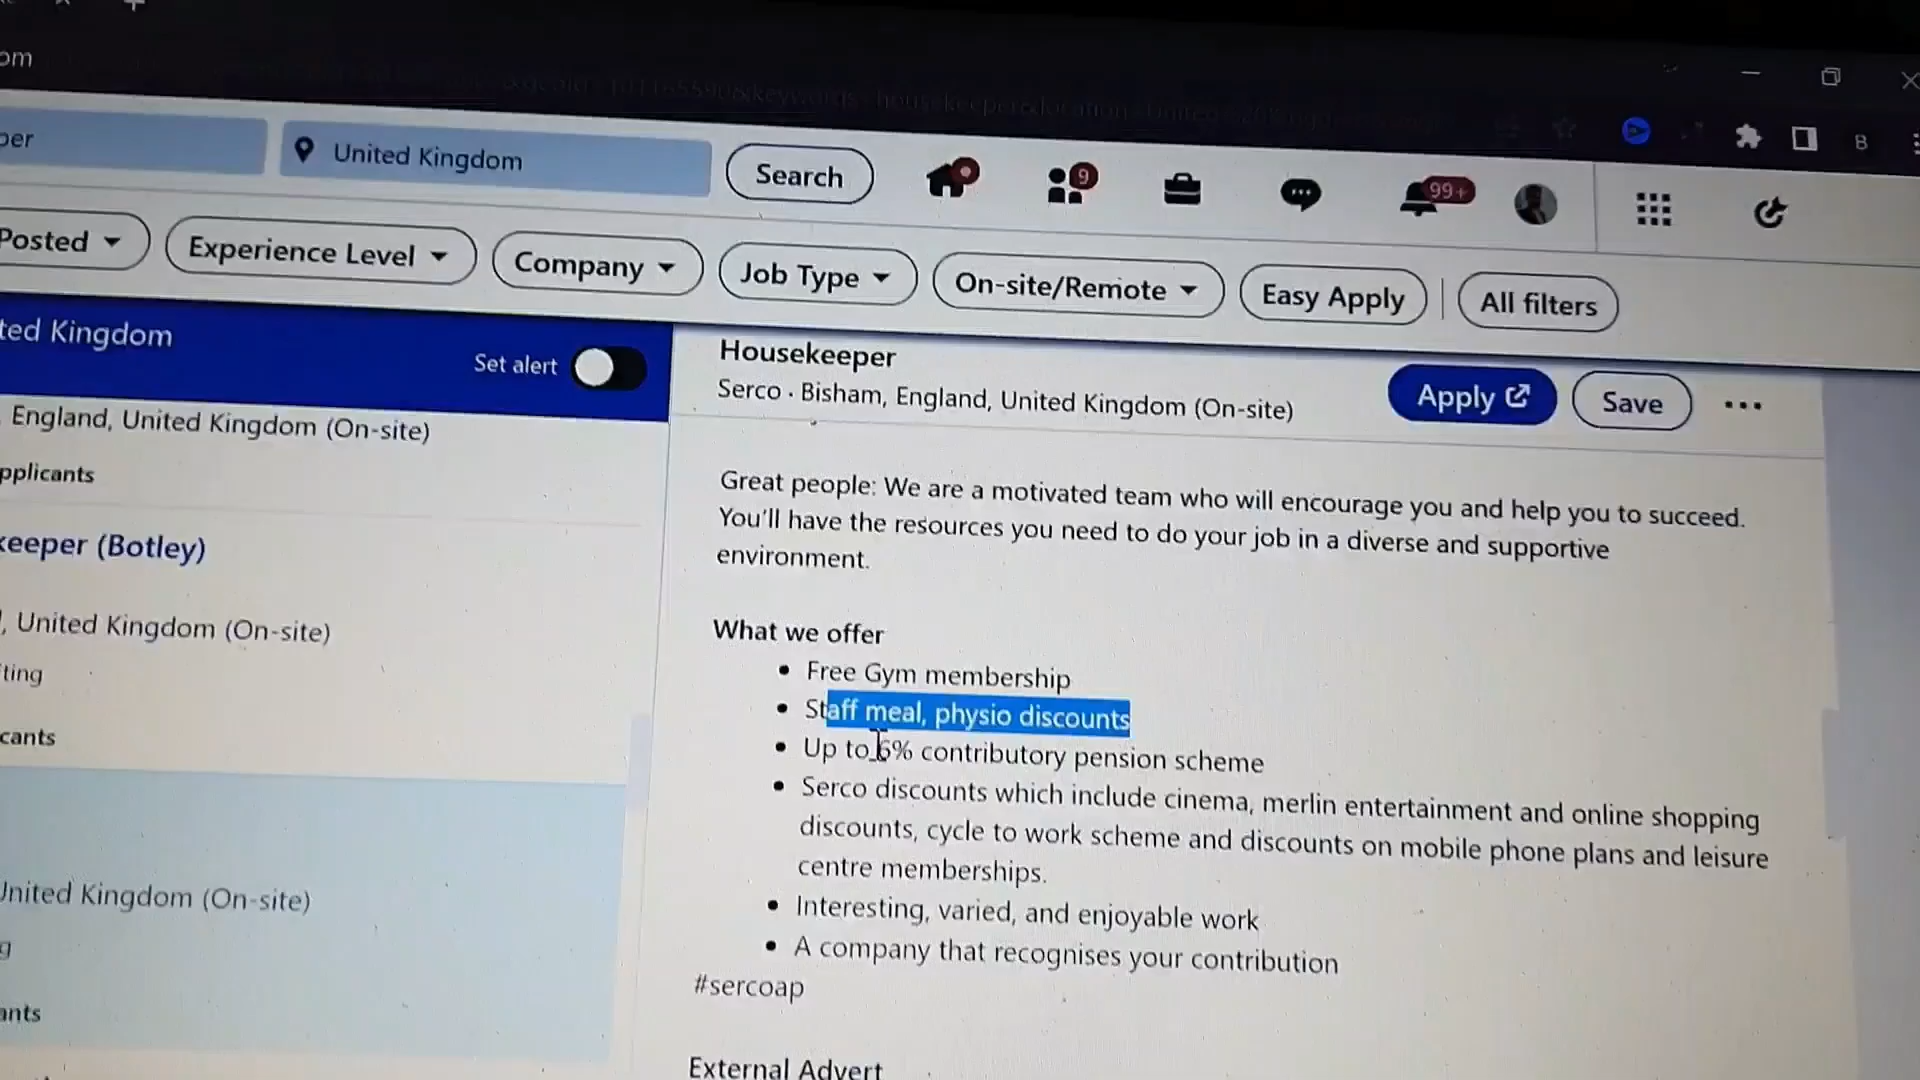 om
per
United Kingdom
Search
9
99+
B
Posted
Experience Level
Company
Job Type
On-site/Remote
Easy Apply
All filters
ted Kingdom
Set alert
England, United Kingdom (On-site)
pplicants
keeper (Botley)
, United Kingdom (On-site)
ting
cants
United Kingdom (On-site)
g
ants
Housekeeper
Serco · Bisham, England, United Kingdom (On-site)
Apply
Save
Great people: We are a motivated team who will encourage you and help you to succeed.
You'll have the resources you need to do your job in a diverse and supportive
environment.
What we offer
• Free Gym membership
• Staff meal, physio discounts
• Up to 6% contributory pension scheme
• Serco discounts which include cinema, merlin entertainment and online shopping
discounts, cycle to work scheme and discounts on mobile phone plans and leisure
centre memberships.
• Interesting, varied, and enjoyable work
• A company that recognises your contribution
#sercoap
External Advert